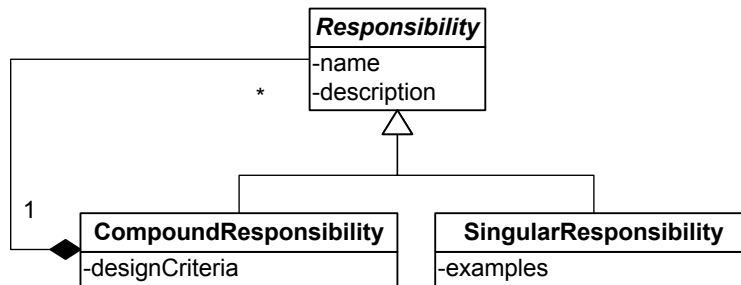 Responsibility
-name
-description
*
1
CompoundResponsibility
-designCriteria
SingularResponsibility
-examples